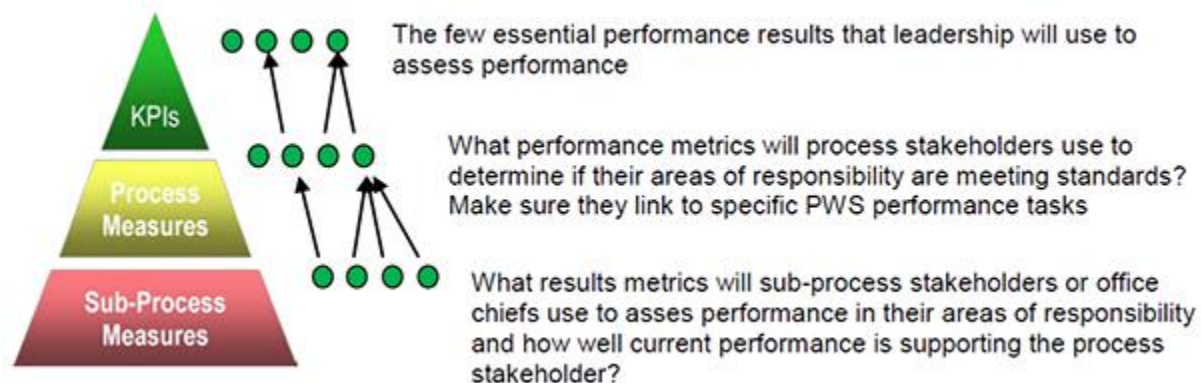 KPIs
The few essential performance results that leadership will use to
assess performance
Process
Measures
What performance metrics will process stakeholders use to
determine if their areas of responsibility are meeting standards?
Make sure they link to specific PWS performance tasks
Sub-Process
Measures
What results metrics will sub-process stakeholders or office
chiefs use to asses performance in their areas of responsibility
and how well current performance is supporting the process
stakeholder?